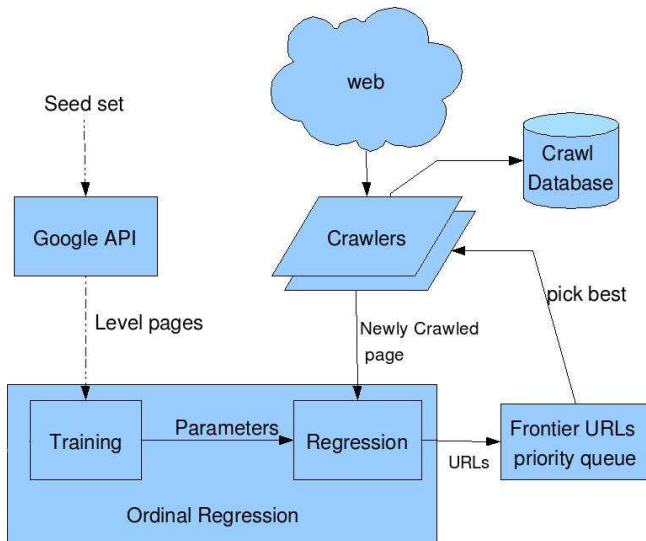 web
Seed set
Crawl
Database
Google API
Crawlers
pick best
Level pages
Newly Crawled
page
Training
Parameters
Regression
URLs
Frontier URLs
priority queue
Ordinal Regression